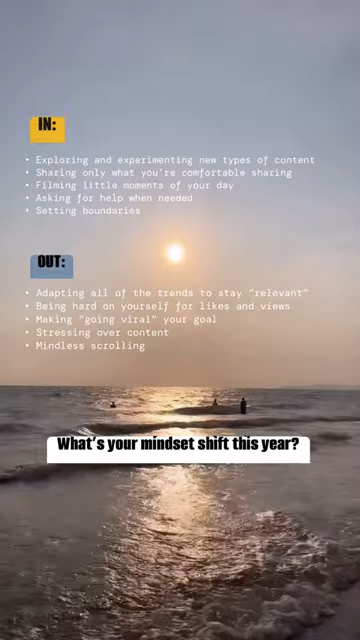 IN:
• Exploring and experimenting new types of content
• Sharing only what you're comfortable sharing
• Filming little moments of your day
• Asking for help when needed
• Setting boundaries
OUT:
• Adapting all of the trends to stay "relevant"
• Being hard on yourself for likes and views
• Making "going viral" your goal
• Stressing over content
• Mindless scrolling
What's your mindset shift this year?